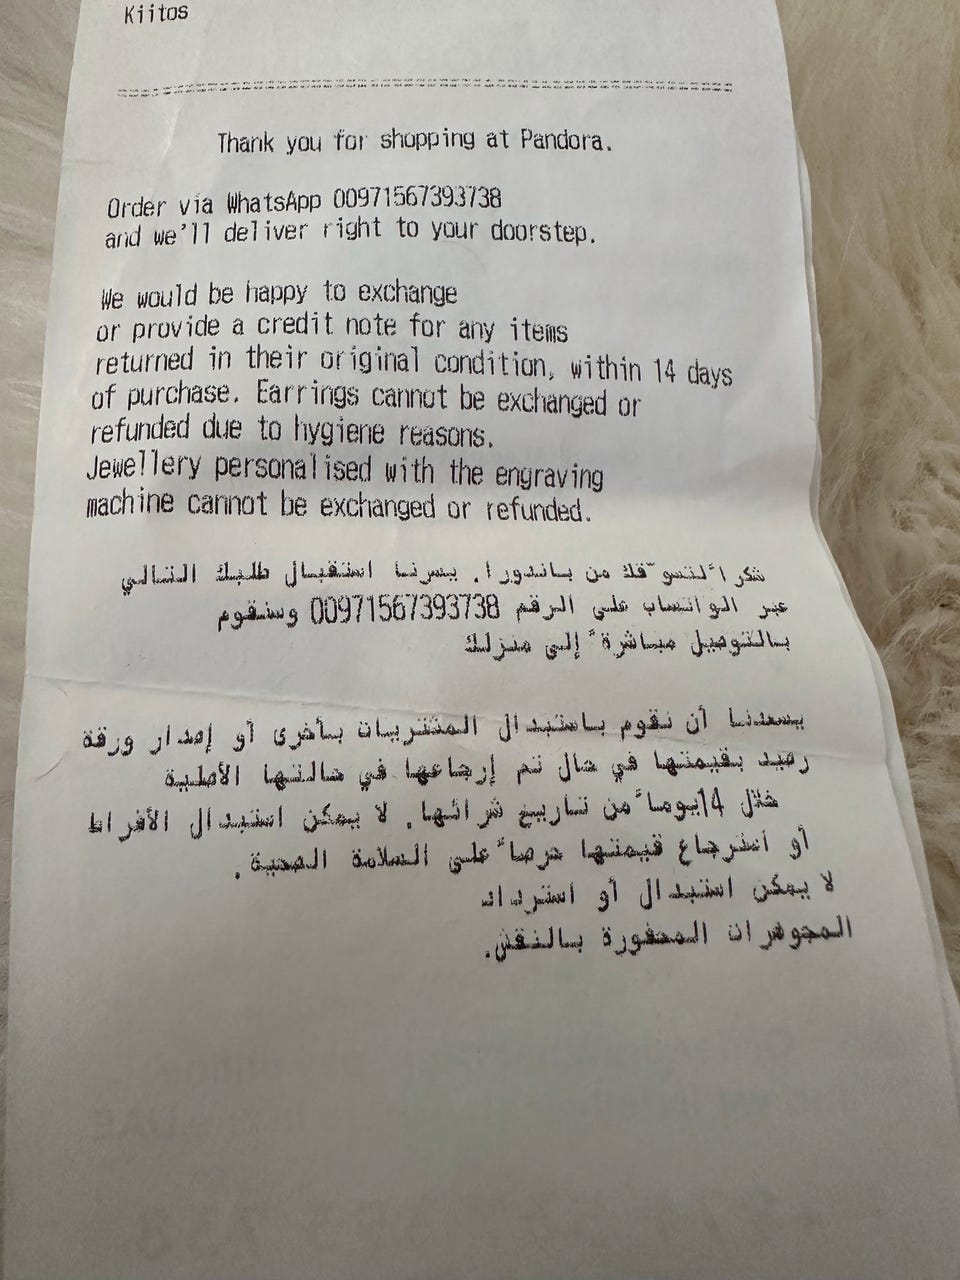 Kiitos
Thank you for shopping at Pandora.
Order via WhatsApp 00971567393738
and we'll deliver right to your doorstep.
We would be happy to exchange
or provide a credit note for any items
returned in their original condition, within 14 days
of purchase. Earrings cannot be exchanged or
refunded due to hygiene reasons.
Jewellery personalised with the engraving
machine cannot be exchanged or refunded.
شكرا ًلتسو ّقك من باندورا. يسرنا استقبال طلبك التالي
عبر الواتساب على الرقم 00971567393738 وسنقوم
بالتوصيل مباشرة ً إلى منزلك
يسعدنا أن نقوم باستبدال المشتريات بأخرى أو إصدار ورقة
رصيد بقيمتها في حال تم إرجاعها في حالتها الأصلية
خلال 14يوما ًمن تاريخ شرائها. لا يمكن استبدال الأقراط
أو استرجاع قيمتها حرصا ًعلى السلامة الصحية.
لا يمكن استبدال أو استرداد
المجوهرات المحفورة بالنقش.